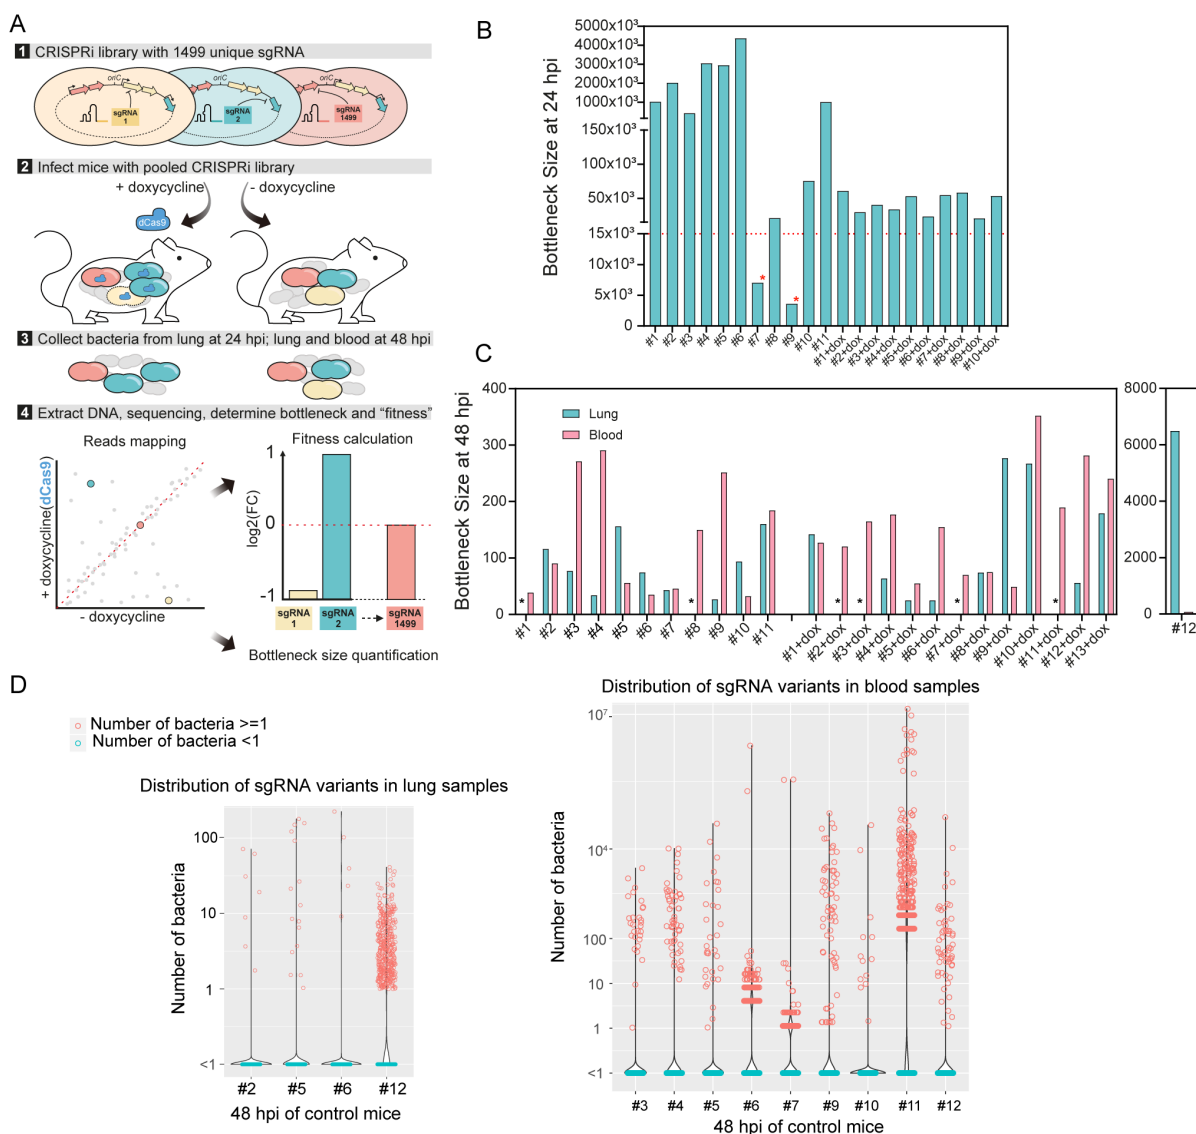 A
1 CRISPRi library with 1499 unique sgRNA
oriC
oriC
oriC
sgRNA
1
sgRNA
2
sgRNA
1499
2 Infect mice with pooled CRISPRi library
+ doxycycline
- doxycycline
dCas9
3 Collect bacteria from lung at 24 hpi; lung and blood at 48 hpi
4 Extract DNA, sequencing, determine bottleneck and “fitness”
Reads mapping
+ doxycycline(dCas9)
- doxycycline
Fitness calculation
log2(FC)
1
0
-1
sgRNA
1
sgRNA
2
sgRNA
1499
Bottleneck size quantification
B
Bottleneck Size at 24 hpi
5000x10³
4000x10³
3000x10³
2000x10³
1000x10³
150x10³
100x10³
50x10³
15x10³
10x10³
5x10³
0
*
*
#1
#2
#3
#4
#5
#6
#7
#8
#9
#10
#11
#1+dox
#2+dox
#3+dox
#4+dox
#5+dox
#6+dox
#7+dox
#8+dox
#9+dox
#10+dox
C
Bottleneck Size at 48 hpi
400
300
200
100
0
Lung
Blood
*
*
*
*
*
*
#1
#2
#3
#4
#5
#6
#7
#8
#9
#10
#11
#1+dox
#2+dox
#3+dox
#4+dox
#5+dox
#6+dox
#7+dox
#8+dox
#9+dox
#10+dox
#11+dox
#12+dox
#13+dox
8000
6000
4000
2000
0
#12
D
Number of bacteria >=1
Number of bacteria <1
Distribution of sgRNA variants in lung samples
Number of bacteria
100
10
1
<1
#2
#5
#6
#12
48 hpi of control mice
Distribution of sgRNA variants in blood samples
Number of bacteria
10⁷
10⁴
100
10
1
<1
#3
#4
#5
#6
#7
#9
#10
#11
#12
48 hpi of control mice